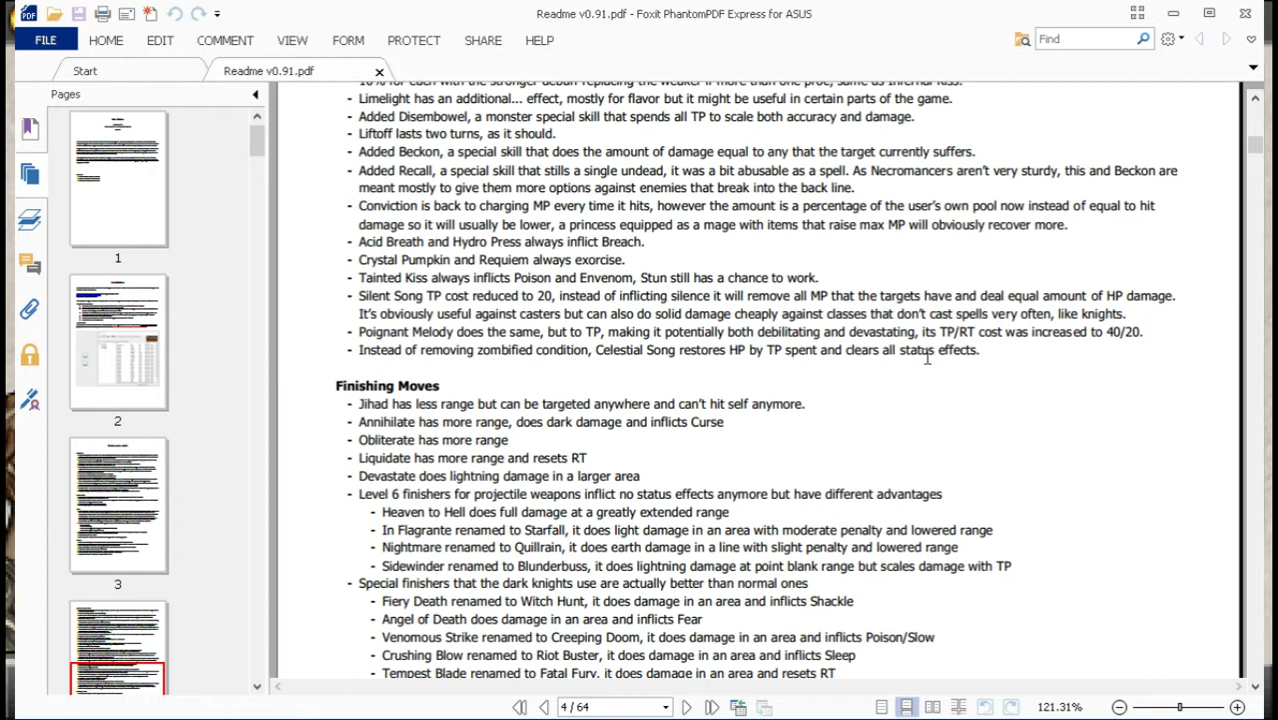 Readme v0.91.pdf - Foxit PhantomPDF Express for ASUS
FILE HOME EDIT COMMENT VIEW FORM PROTECT SHARE HELP Find
Start Readme v0.91.pdf
Pages
- Limelight has an additional... effect, mostly for flavor but it might be useful in certain parts of the game.
- Added Disembowel, a monster special skill that spends all TP to scale both accuracy and damage.
- Liftoff lasts two turns, as it should.
- Added Beckon, a special skill that does the amount of damage equal to any that the target currently suffers.
- Added Recall, a special skill that stills a single undead, it was a bit abusable as a spell. As Necromancers aren't very sturdy, this and Beckon are
meant mostly to give them more options against enemies that break into the back line.
- Conviction is back to charging MP every time it hits, however the amount is a percentage of the user's own pool now instead of equal to hit
damage so it will usually be lower, a princess equipped as a mage with items that raise max MP will obviously recover more.
- Acid Breath and Hydro Press always inflict Breach.
- Crystal Pumpkin and Requiem always exorcise.
- Tainted Kiss always inflicts Poison and Envenom, Stun still has a chance to work.
- Silent Song TP cost reduced to 20, instead of inflicting silence it will remove all MP that the targets have and deal equal amount of HP damage.
It's obviously useful against casters but can also do solid damage cheaply against classes that don't cast spells very often, like knights.
- Poignant Melody does the same, but to TP, making it potentially both debilitating and devastating, its TP/RT cost was increased to 40/20.
- Instead of removing zombified condition, Celestial Song restores HP by TP spent and clears all status effects.
Finishing Moves
- Jihad has less range but can be targeted anywhere and can't hit self anymore.
- Annihilate has more range, does dark damage and inflicts Curse
- Obliterate has more range
- Liquidate has more range and resets RT
- Devastate does lightning damage in a larger area
- Level 6 finishers for projectile weapons inflict no status effects anymore but have different advantages
- Heaven to Hell does full damage at a greatly extended range
- In Flagrante renamed to Starfall, it does light damage in an area with moderate penalty and lowered range
- Nightmare renamed to Quillrain, it does earth damage in a line with slight penalty and lowered range
- Sidewinder renamed to Blunderbuss, it does lightning damage at point blank range but scales damage with TP
- Special finishers that the dark knights use are actually better than normal ones
- Fiery Death renamed to Witch Hunt, it does damage in an area and inflicts Shackle
- Angel of Death does damage in an area and inflicts Fear
- Venomous Strike renamed to Creeping Doom, it does damage in an area and inflicts Poison/Slow
- Crushing Blow renamed to Riot Buster, it does damage in an area and inflicts Sleep
- Tempest Blade renamed to Fatal Fury, it does damage in an area and resets RT
1
2
3
4 / 64
121.31%